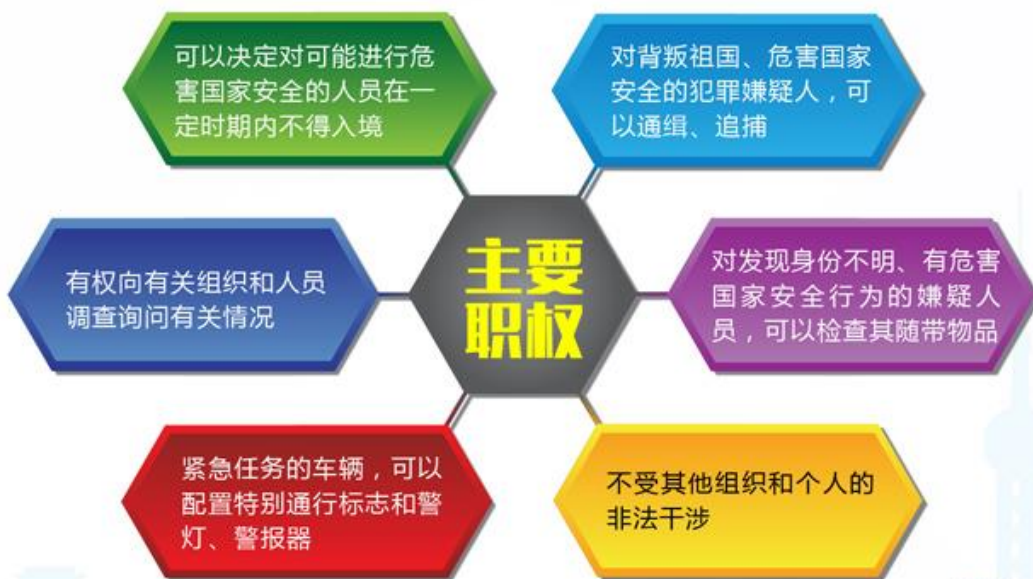 可以决定对可能进行危
害国家安全的人员在一
定时期内不得入境
对背叛祖国、危害国家
安全的犯罪嫌疑人，可
以通缉、追捕
有权向有关组织和人员
调查询问有关情况
主要
职权
对发现身份不明、有危害
国家安全行为的嫌疑人
员，可以检查其随带物品
紧急任务的车辆，可以
配置特别通行标志和警
灯、警报器
不受其他组织和个人的
非法干涉